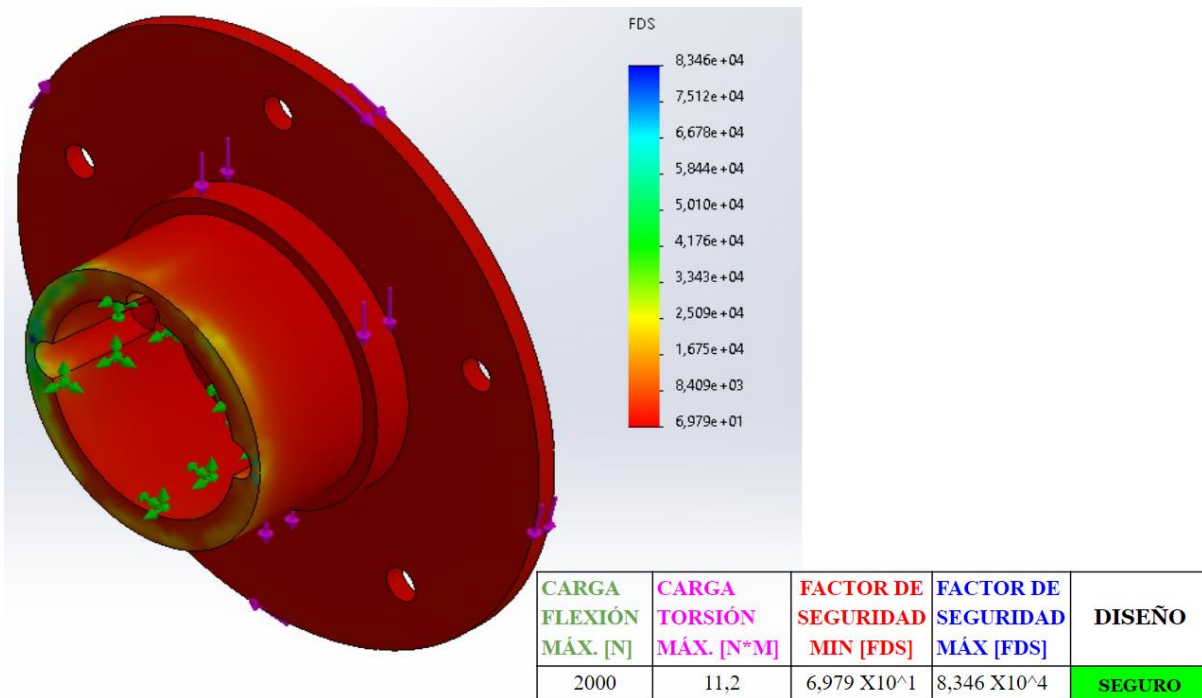 FDS
8,346e + 04
7,512e + 04
6,678e + 04
5,844e + 04
5,010e + 04
4,176e + 04
3,343e + 04
2,509e + 04
1,675e + 04
8,409e + 03
6,979e + 01
CARGA FLEXIÓN MÁX. [N]
CARGA TORSIÓN MÁX. [N*M]
FACTOR DE SEGURIDAD MIN [FDS]
FACTOR DE SEGURIDAD MÁX [FDS]
DISEÑO
2000 11,2 6,979 X10^1 8,346 X10^4 SEGURO